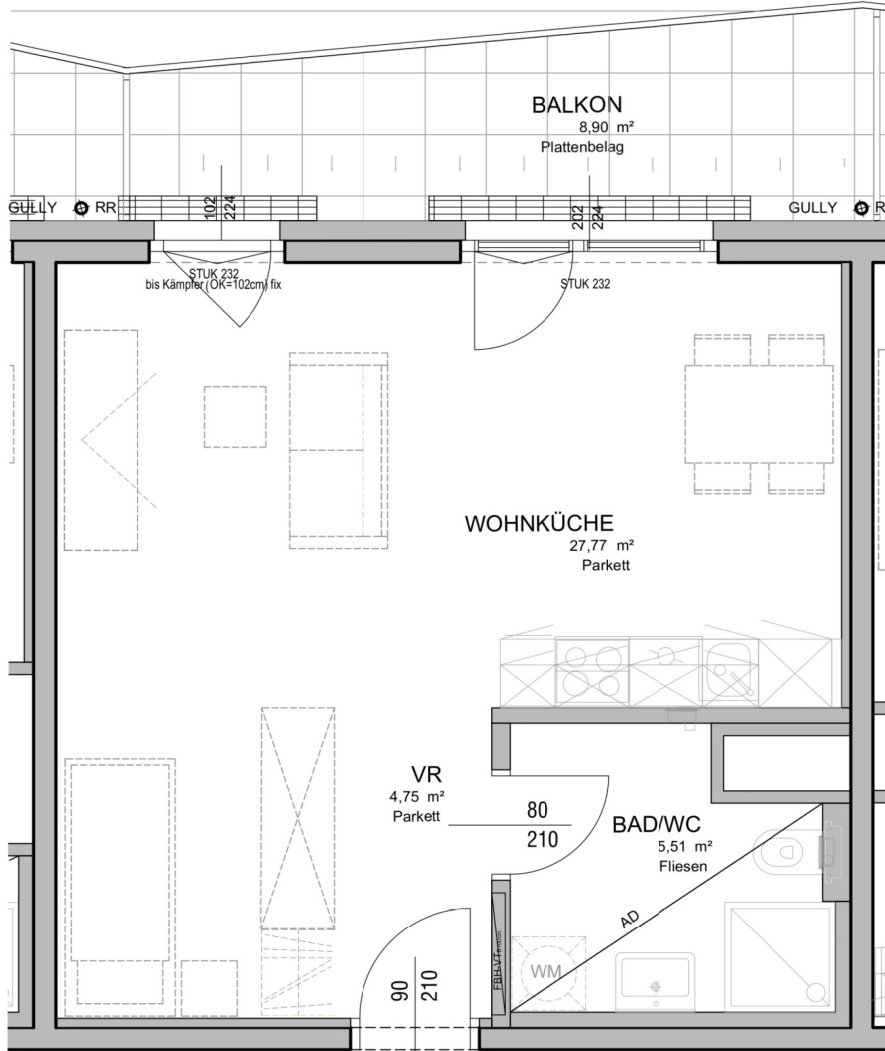 BALKON
8,90 m²
Plattenbelag
GULLY
RR
102
224
202
224
GULLY
R
STUK 232
bis Kämpfer (OK=102cm) fix
STUK 232
WOHNKÜCHE
27,77 m²
Parkett
VR
4,75 m²
Parkett
80
210
BAD/WC
5,51 m²
Fliesen
AD
FBH-VT
WM
90
210